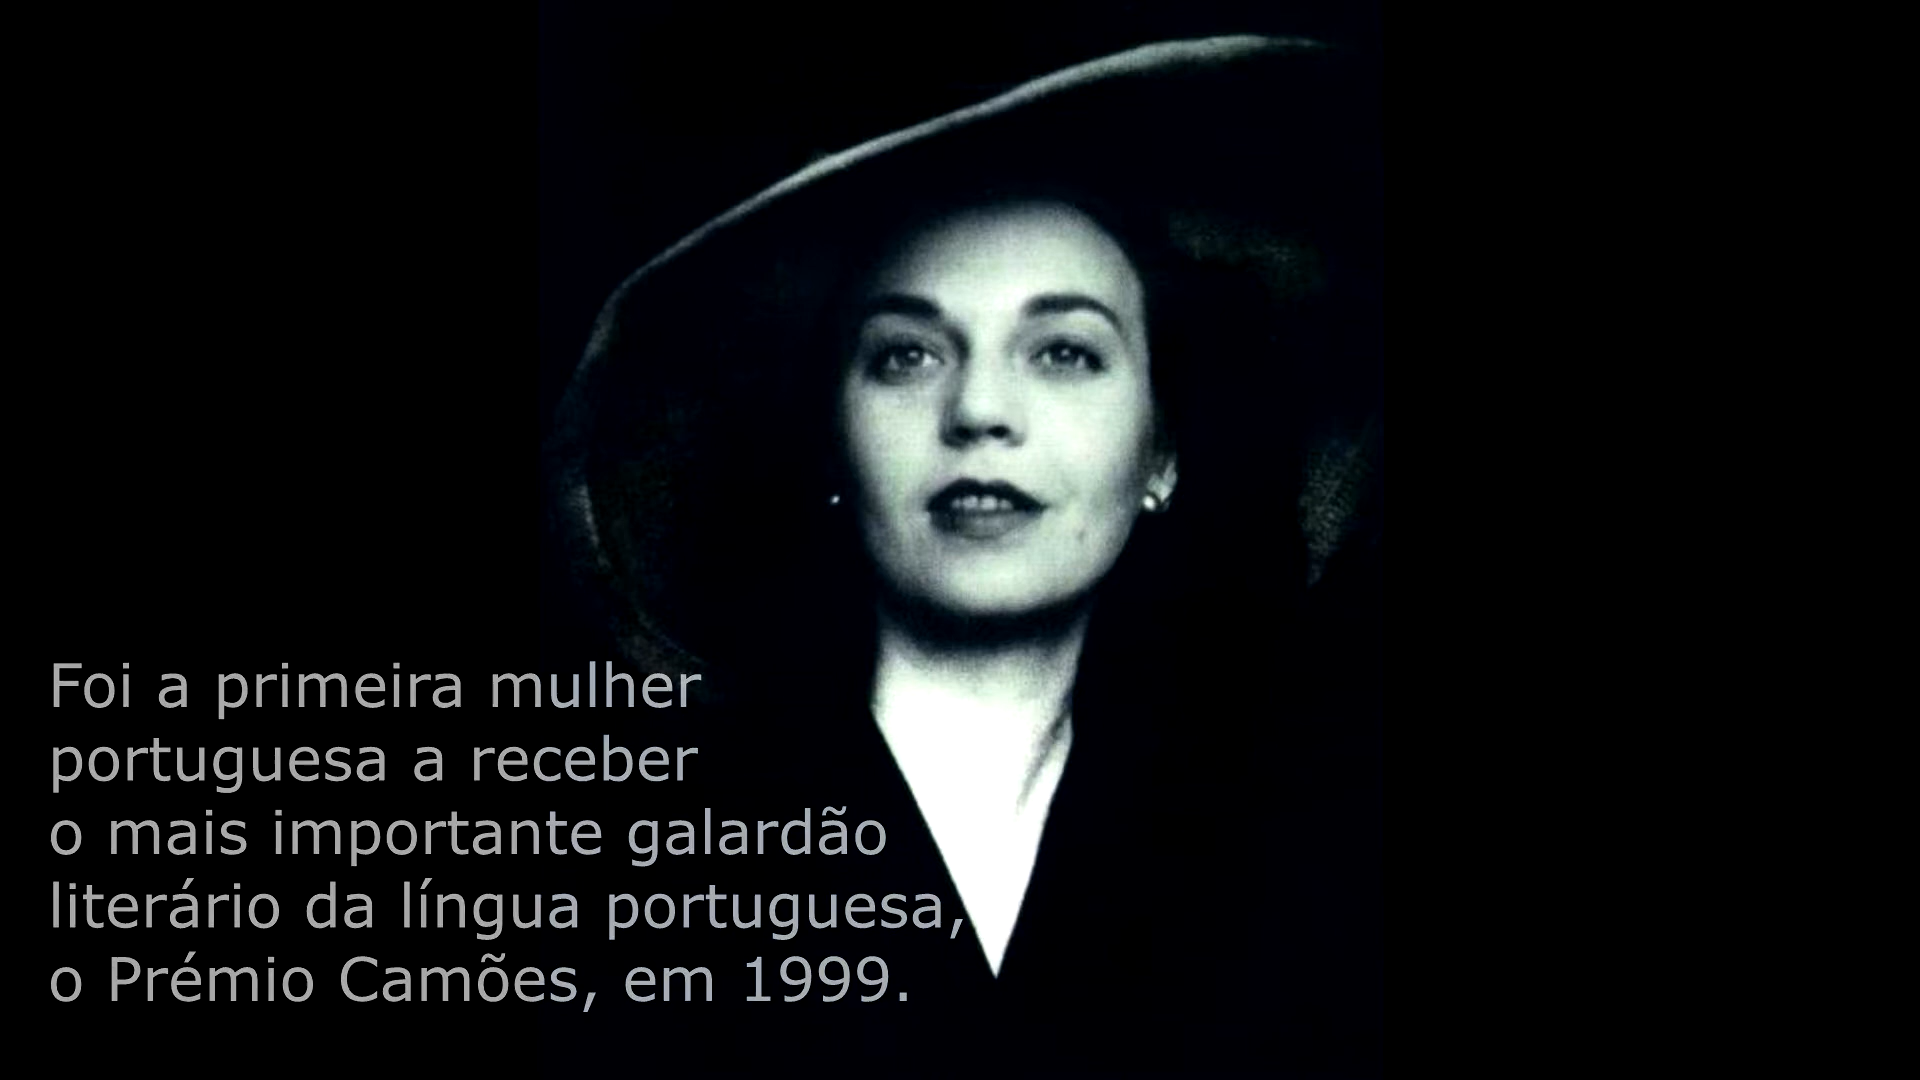 Foi a primeira mulher
portuguesa a receber
o mais importante galardão
literário da língua portuguesa,
o Prémio Camões, em 1999.